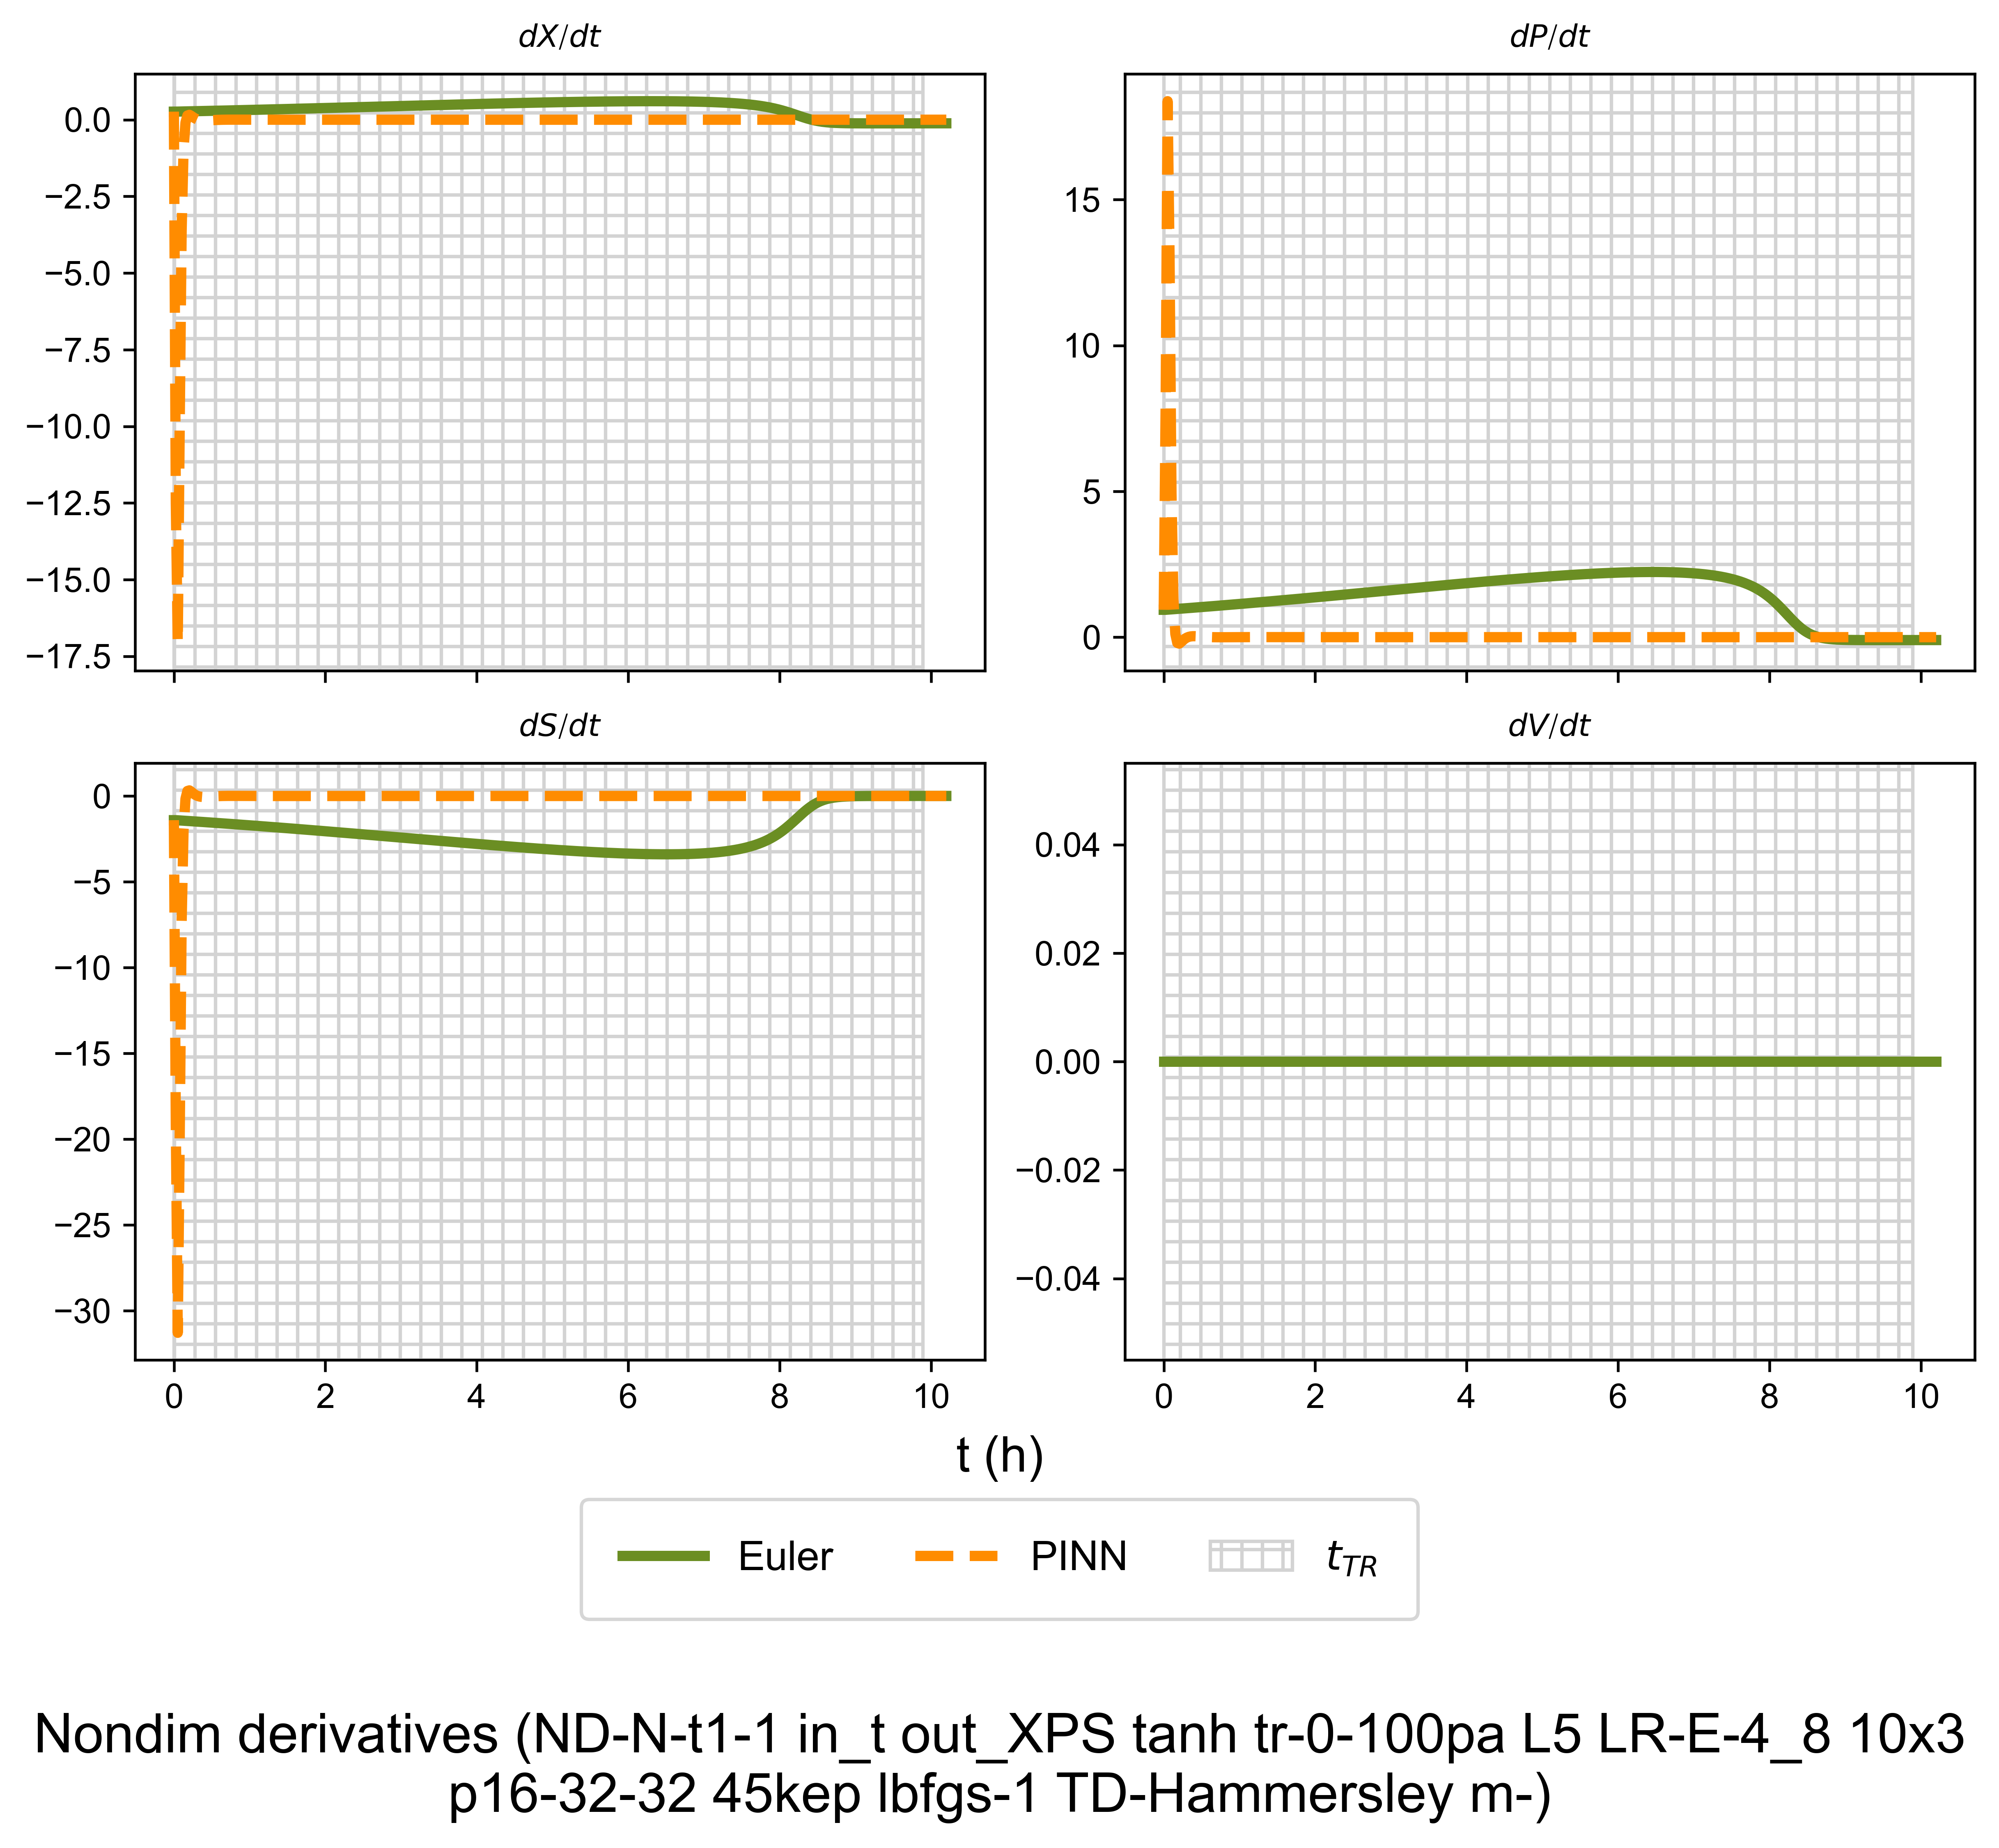 dX/dt
dP/dt
0.0
−2.5
−5.0
−7.5
−10.0
−12.5
−15.0
−17.5
15
10
5
0
dS/dt
dV/dt
0
−5
−10
−15
−20
−25
−30
0.04
0.02
0.00
−0.02
−0.04
0 2 4 6 8 10
0 2 4 6 8 10
t (h)
Euler PINN t_TR
Nondim derivatives (ND-N-t1-1 in_t out_XPS tanh tr-0-100pa L5 LR-E-4_8 10x3
p16-32-32 45kep lbfgs-1 TD-Hammersley m-)